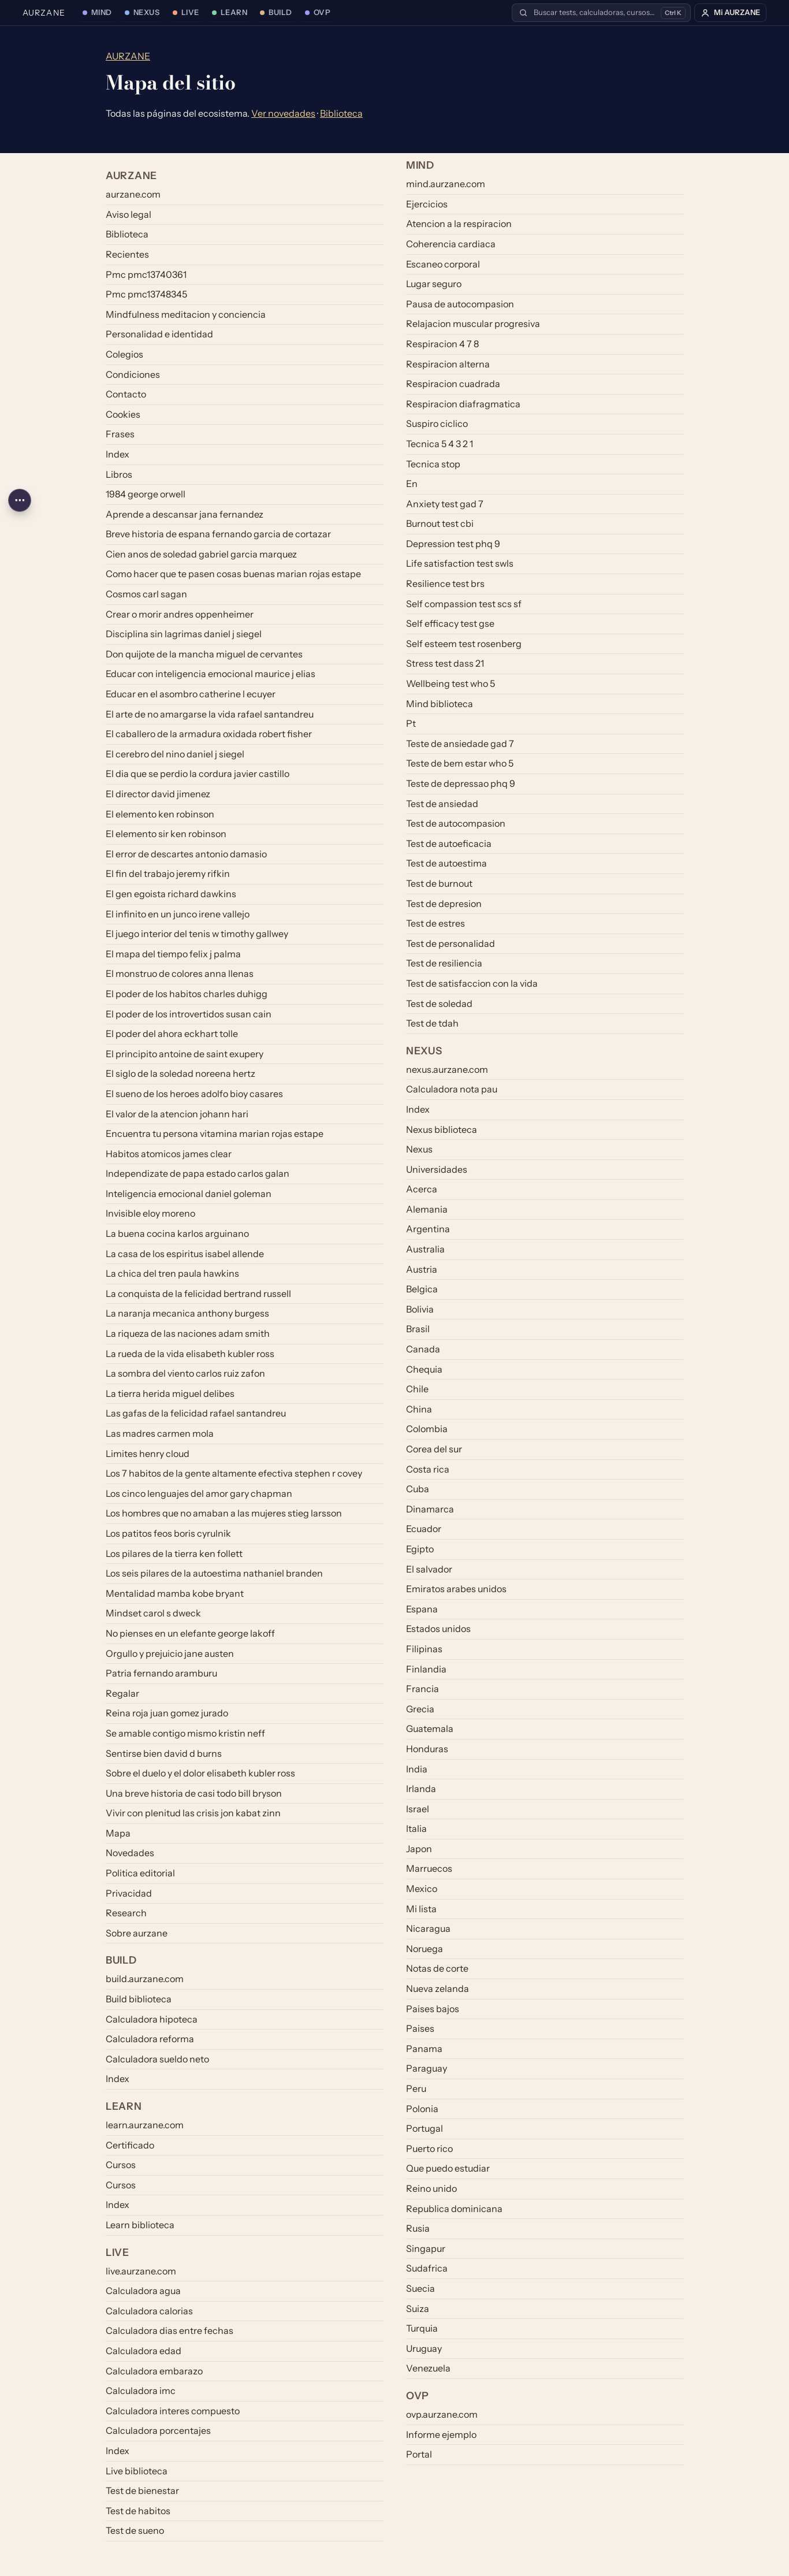 AURZANE
MIND
NEXUS
LIVE
LEARN
BUILD
OVP
Buscar tests, calculadoras, cursos...
Ctrl K
Mi AURZANE
AURZANE
Mapa del sitio
Todas las páginas del ecosistema. Ver novedades · Biblioteca
AURZANE
aurzane.com
Aviso legal
Biblioteca
Recientes
Pmc pmc13740361
Pmc pmc13748345
Mindfulness meditacion y conciencia
Personalidad e identidad
Colegios
Condiciones
Contacto
Cookies
Frases
Index
Libros
1984 george orwell
Aprende a descansar jana fernandez
Breve historia de espana fernando garcia de cortazar
Cien anos de soledad gabriel garcia marquez
Como hacer que te pasen cosas buenas marian rojas estape
Cosmos carl sagan
Crear o morir andres oppenheimer
Disciplina sin lagrimas daniel j siegel
Don quijote de la mancha miguel de cervantes
Educar con inteligencia emocional maurice j elias
Educar en el asombro catherine l ecuyer
El arte de no amargarse la vida rafael santandreu
El caballero de la armadura oxidada robert fisher
El cerebro del nino daniel j siegel
El dia que se perdio la cordura javier castillo
El director david jimenez
El elemento ken robinson
El elemento sir ken robinson
El error de descartes antonio damasio
El fin del trabajo jeremy rifkin
El gen egoista richard dawkins
El infinito en un junco irene vallejo
El juego interior del tenis w timothy gallwey
El mapa del tiempo felix j palma
El monstruo de colores anna llenas
El poder de los habitos charles duhigg
El poder de los introvertidos susan cain
El poder del ahora eckhart tolle
El principito antoine de saint exupery
El siglo de la soledad noreena hertz
El sueno de los heroes adolfo bioy casares
El valor de la atencion johann hari
Encuentra tu persona vitamina marian rojas estape
Habitos atomicos james clear
Independizate de papa estado carlos galan
Inteligencia emocional daniel goleman
Invisible eloy moreno
La buena cocina karlos arguinano
La casa de los espiritus isabel allende
La chica del tren paula hawkins
La conquista de la felicidad bertrand russell
La naranja mecanica anthony burgess
La riqueza de las naciones adam smith
La rueda de la vida elisabeth kubler ross
La sombra del viento carlos ruiz zafon
La tierra herida miguel delibes
Las gafas de la felicidad rafael santandreu
Las madres carmen mola
Limites henry cloud
Los 7 habitos de la gente altamente efectiva stephen r covey
Los cinco lenguajes del amor gary chapman
Los hombres que no amaban a las mujeres stieg larsson
Los patitos feos boris cyrulnik
Los pilares de la tierra ken follett
Los seis pilares de la autoestima nathaniel branden
Mentalidad mamba kobe bryant
Mindset carol s dweck
No pienses en un elefante george lakoff
Orgullo y prejuicio jane austen
Patria fernando aramburu
Regalar
Reina roja juan gomez jurado
Se amable contigo mismo kristin neff
Sentirse bien david d burns
Sobre el duelo y el dolor elisabeth kubler ross
Una breve historia de casi todo bill bryson
Vivir con plenitud las crisis jon kabat zinn
Mapa
Novedades
Politica editorial
Privacidad
Research
Sobre aurzane
BUILD
build.aurzane.com
Build biblioteca
Calculadora hipoteca
Calculadora reforma
Calculadora sueldo neto
Index
LEARN
learn.aurzane.com
Certificado
Cursos
Cursos
Index
Learn biblioteca
LIVE
live.aurzane.com
Calculadora agua
Calculadora calorias
Calculadora dias entre fechas
Calculadora edad
Calculadora embarazo
Calculadora imc
Calculadora interes compuesto
Calculadora porcentajes
Index
Live biblioteca
Test de bienestar
Test de habitos
Test de sueno
MIND
mind.aurzane.com
Ejercicios
Atencion a la respiracion
Coherencia cardiaca
Escaneo corporal
Lugar seguro
Pausa de autocompasion
Relajacion muscular progresiva
Respiracion 4 7 8
Respiracion alterna
Respiracion cuadrada
Respiracion diafragmatica
Suspiro ciclico
Tecnica 5 4 3 2 1
Tecnica stop
En
Anxiety test gad 7
Burnout test cbi
Depression test phq 9
Life satisfaction test swls
Resilience test brs
Self compassion test scs sf
Self efficacy test gse
Self esteem test rosenberg
Stress test dass 21
Wellbeing test who 5
Mind biblioteca
Pt
Teste de ansiedade gad 7
Teste de bem estar who 5
Teste de depressao phq 9
Test de ansiedad
Test de autocompasion
Test de autoeficacia
Test de autoestima
Test de burnout
Test de depresion
Test de estres
Test de personalidad
Test de resiliencia
Test de satisfaccion con la vida
Test de soledad
Test de tdah
NEXUS
nexus.aurzane.com
Calculadora nota pau
Index
Nexus biblioteca
Nexus
Universidades
Acerca
Alemania
Argentina
Australia
Austria
Belgica
Bolivia
Brasil
Canada
Chequia
Chile
China
Colombia
Corea del sur
Costa rica
Cuba
Dinamarca
Ecuador
Egipto
El salvador
Emiratos arabes unidos
Espana
Estados unidos
Filipinas
Finlandia
Francia
Grecia
Guatemala
Honduras
India
Irlanda
Israel
Italia
Japon
Marruecos
Mexico
Mi lista
Nicaragua
Noruega
Notas de corte
Nueva zelanda
Paises bajos
Paises
Panama
Paraguay
Peru
Polonia
Portugal
Puerto rico
Que puedo estudiar
Reino unido
Republica dominicana
Rusia
Singapur
Sudafrica
Suecia
Suiza
Turquia
Uruguay
Venezuela
OVP
ovp.aurzane.com
Informe ejemplo
Portal